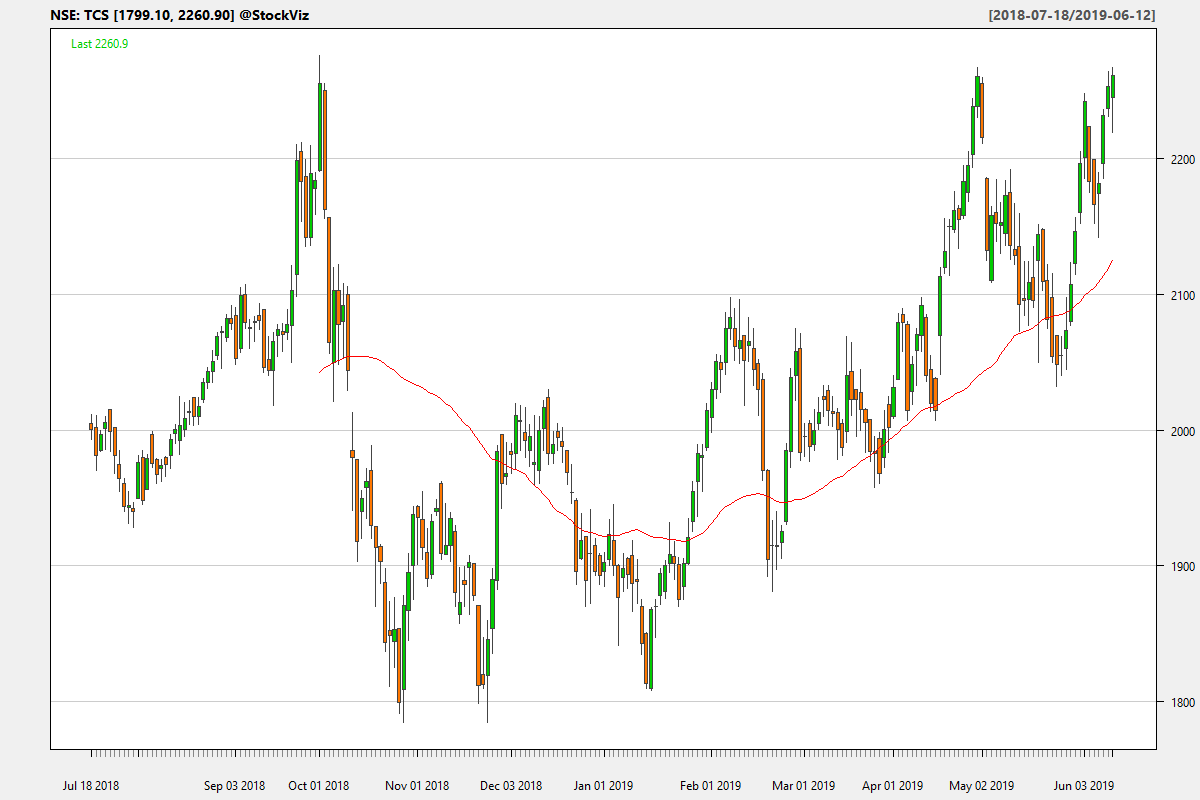 NSE: TCS [1799.10, 2260.90] @StockViz [2018-07-18/2019-06-12]
Last 2260.9
2200
2100
2000
1900
1800
Jul 18 2018 Sep 03 2018 Oct 01 2018 Nov 01 2018 Dec 03 2018 Jan 01 2019 Feb 01 2019 Mar 01 2019 Apr 01 2019 May 02 2019 Jun 03 2019